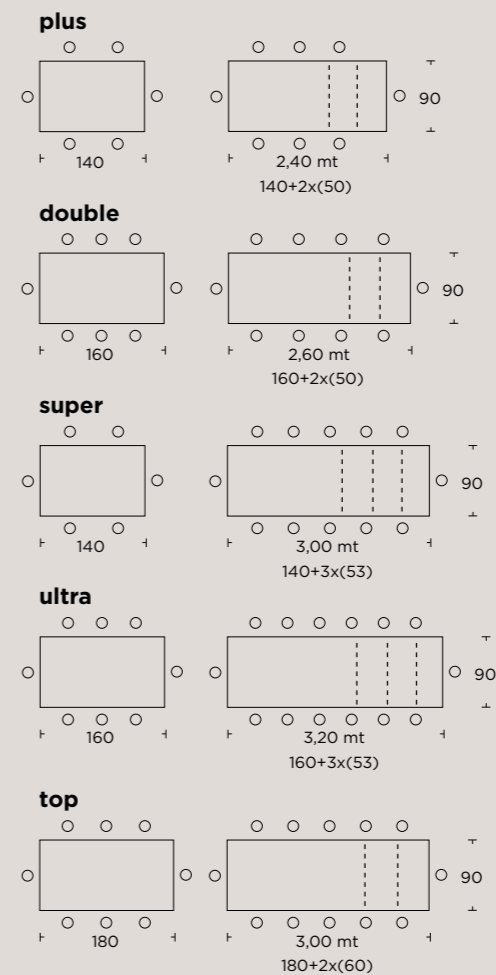 plus
90
140
2,40 mt
140+2x(50)
double
90
160
2,60 mt
160+2x(50)
super
90
140
3,00 mt
140+3x(53)
ultra
90
160
3,20 mt
160+3x(53)
top
90
180
3,00 mt
180+2x(60)